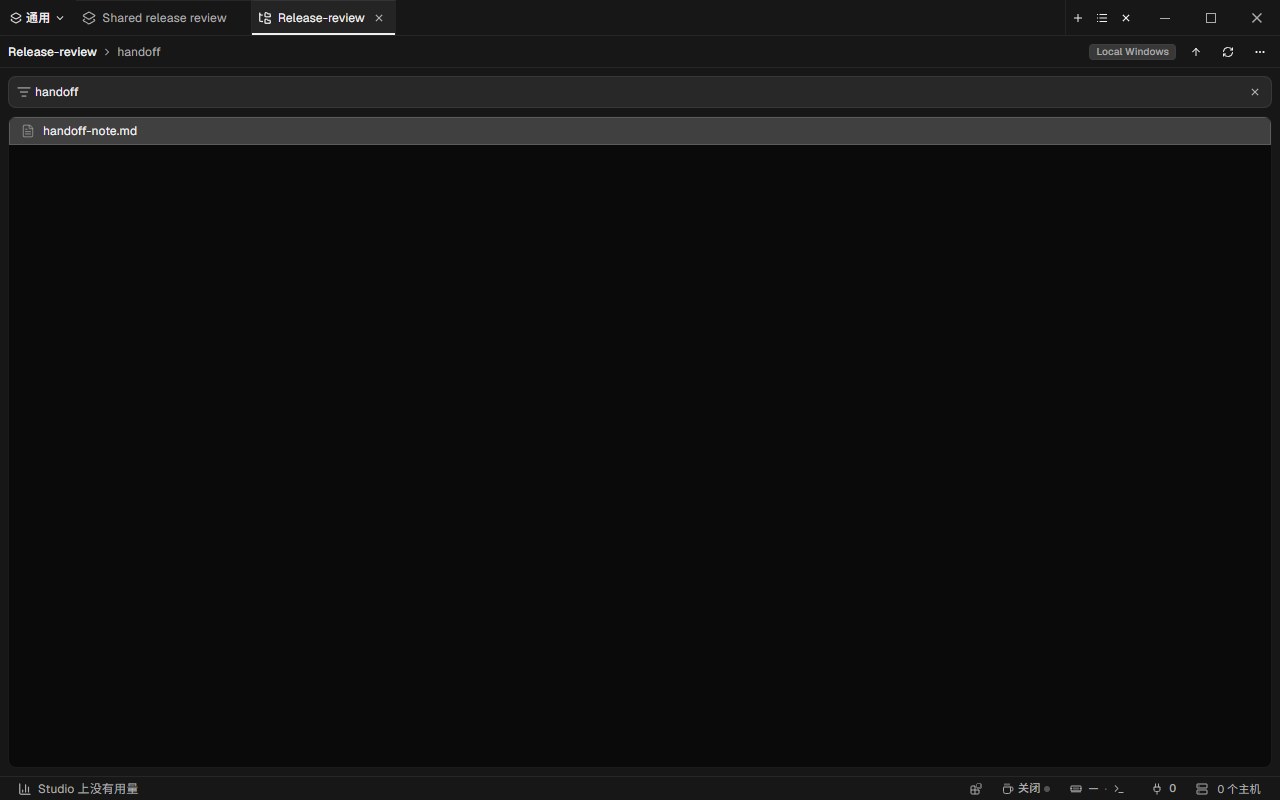 通用
Shared release review
Release-review
Release-review > handoff
Local Windows
handoff
handoff-note.md
Studio 上没有用量
关闭
0
0 个主机